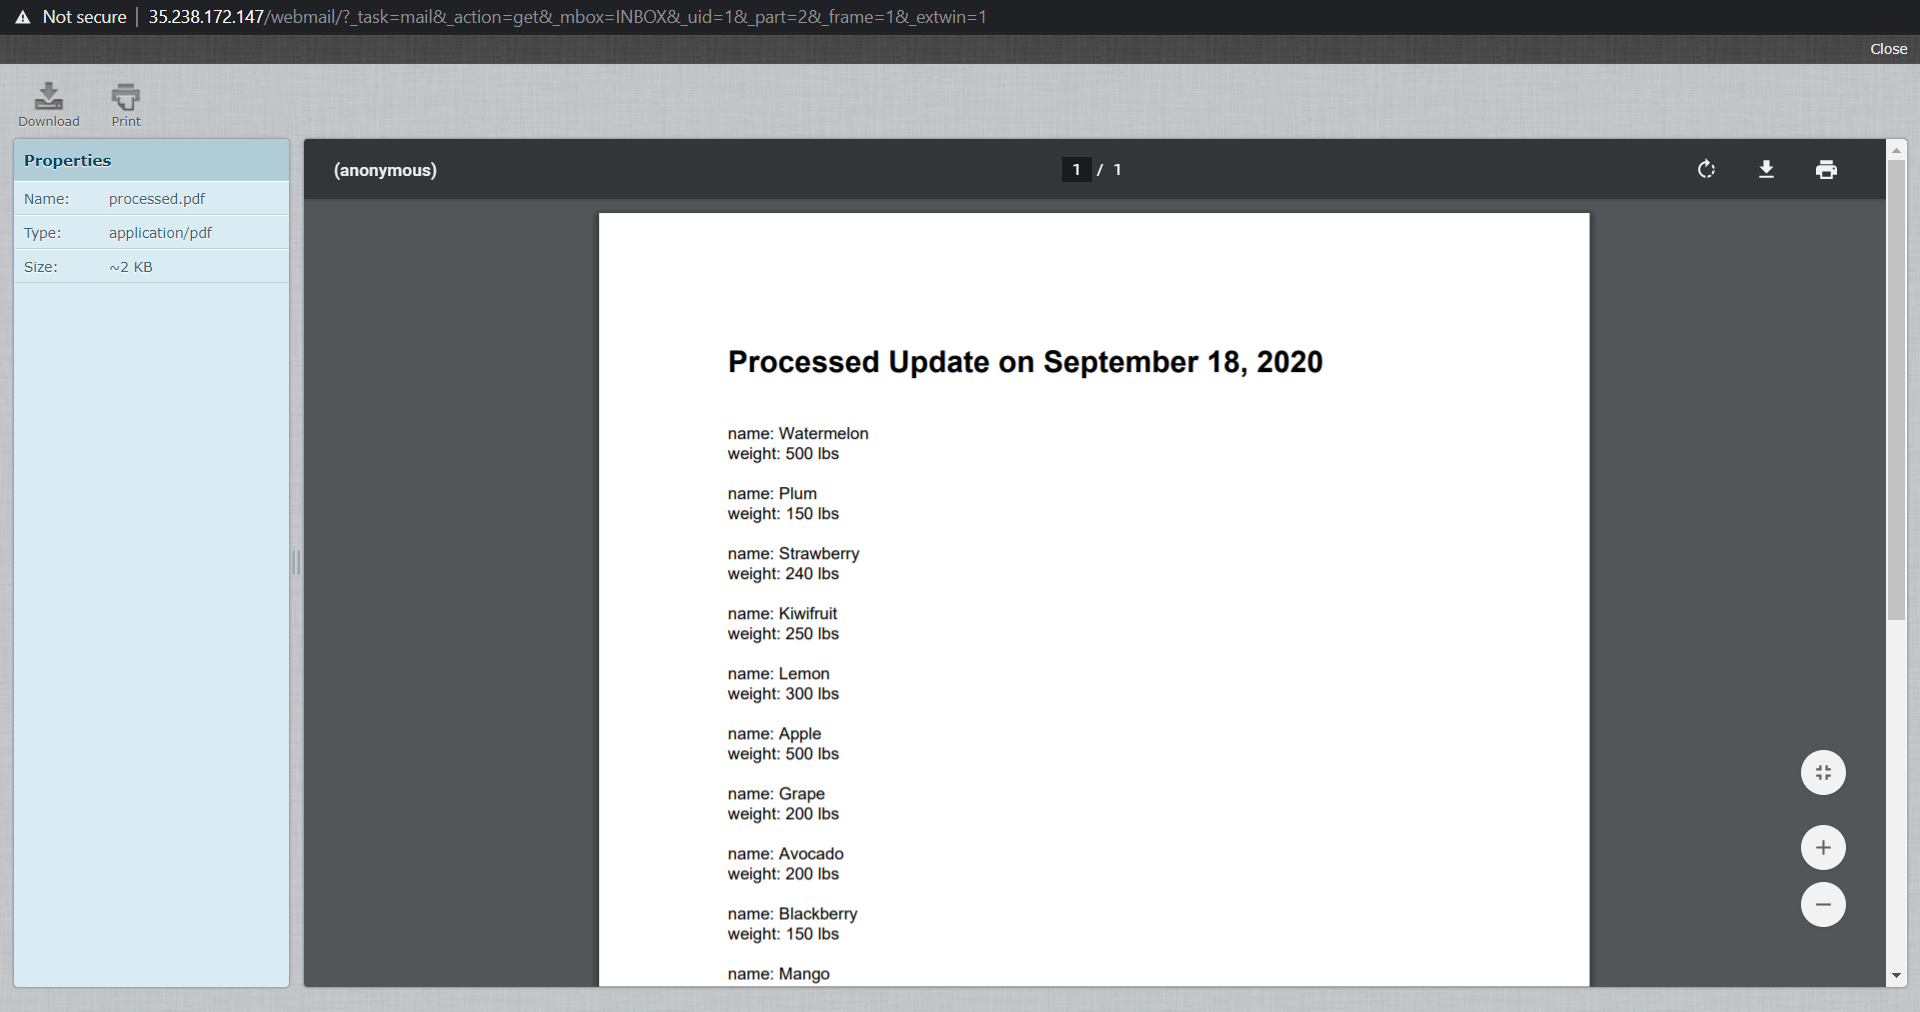 Not secure | 35.238.172.147/webmail/?_task=mail&_action=get&_mbox=INBOX&_uid=1&_part=2&_frame=1&_extwin=1
Close
Download
Print
Properties
Name: processed.pdf
Type: application/pdf
Size: ~2 KB
(anonymous)
1 / 1
Processed Update on September 18, 2020
name: Watermelon
weight: 500 lbs
name: Plum
weight: 150 lbs
name: Strawberry
weight: 240 lbs
name: Kiwifruit
weight: 250 lbs
name: Lemon
weight: 300 lbs
name: Apple
weight: 500 lbs
name: Grape
weight: 200 lbs
name: Avocado
weight: 200 lbs
name: Blackberry
weight: 150 lbs
name: Mango